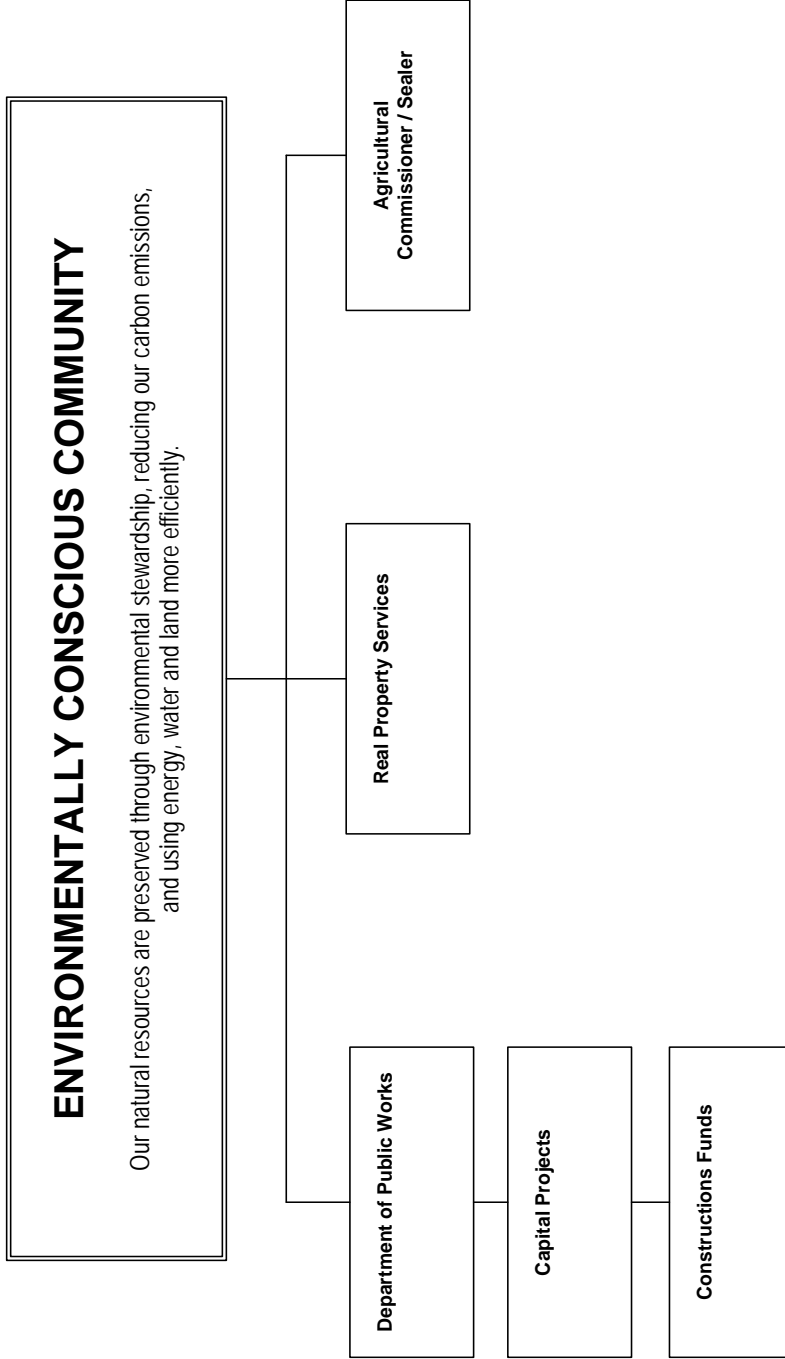 ENVIRONMENTALLY CONSCIOUS COMMUNITY
Our natural resources are preserved through environmental stewardship, reducing our carbon emissions,
and using energy, water and land more efficiently.
Department of Public Works
Capital Projects
Constructions Funds
Real Property Services
Agricultural
Commissioner / Sealer